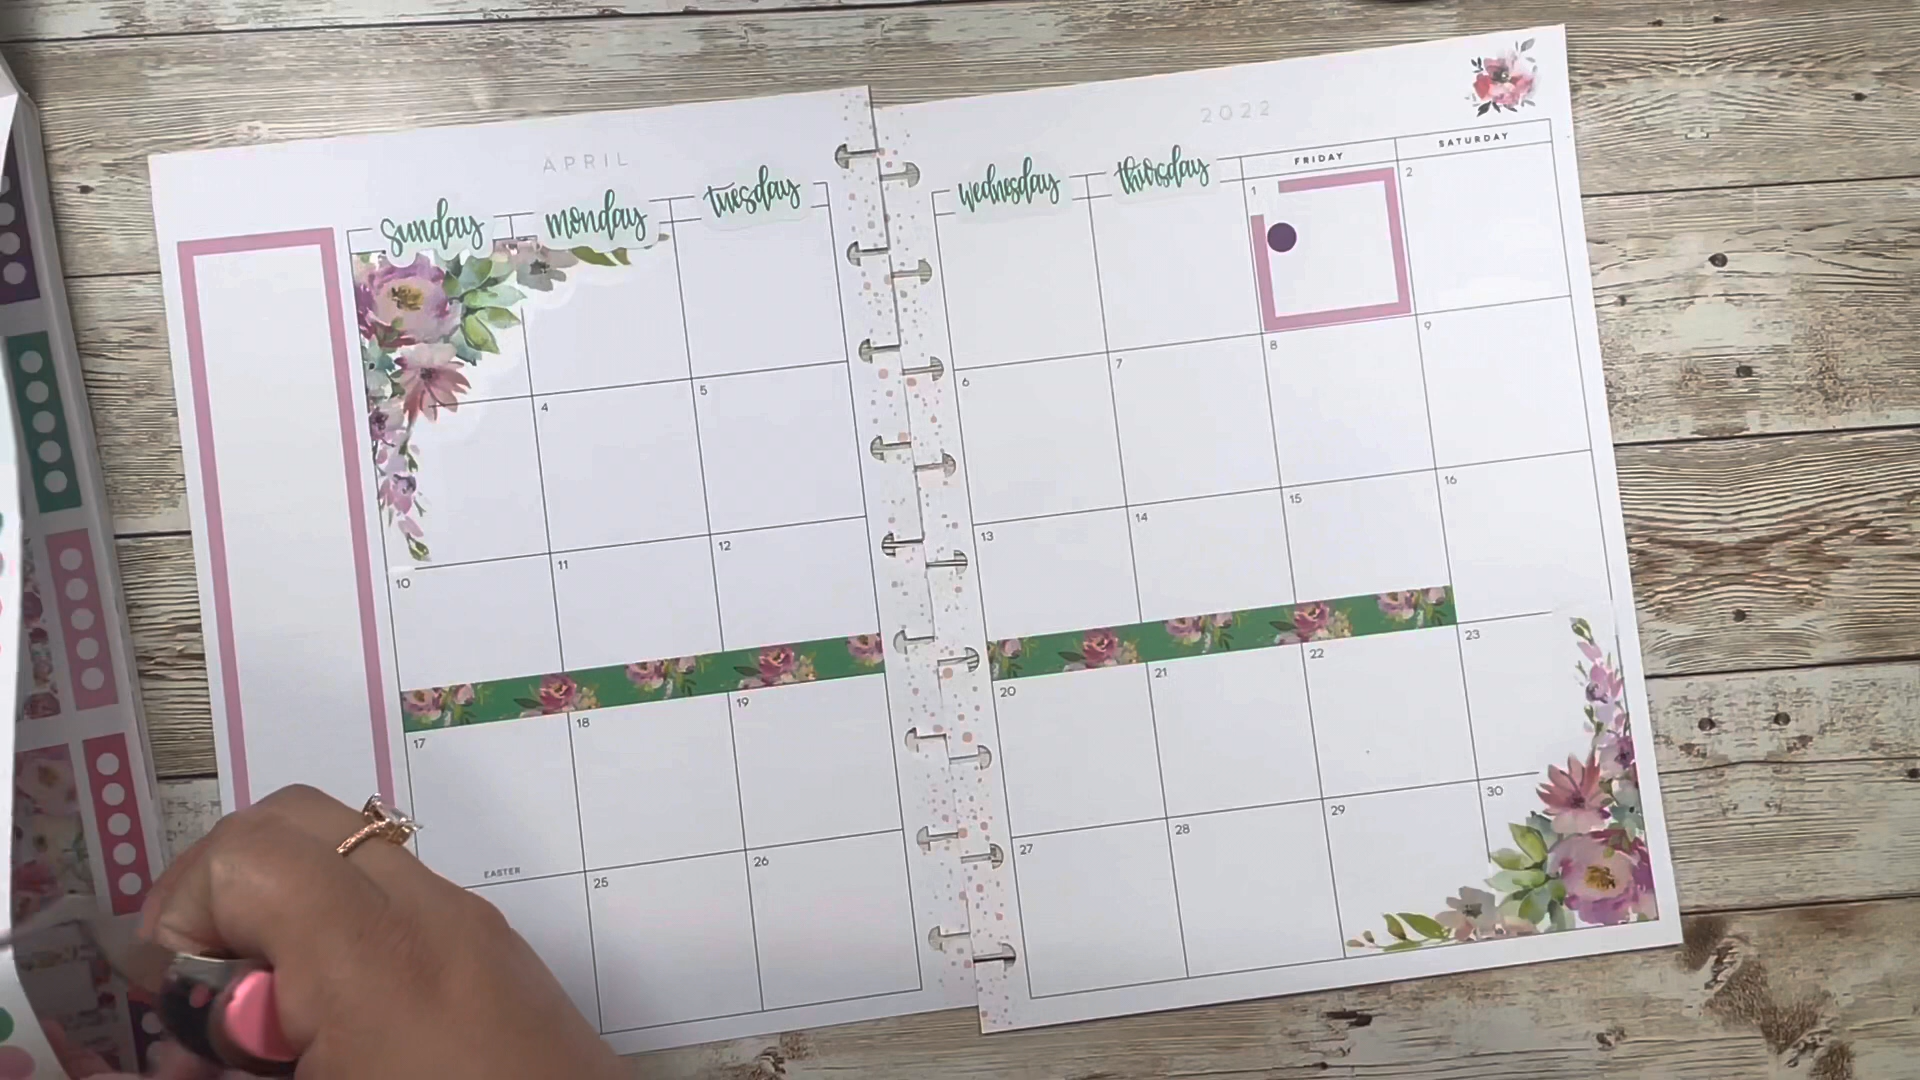 APRIL
2022
sunday monday tuesday wednesday thursday FRIDAY SATURDAY
1 2
4 5 6 7 8 9
10 11 12 13 14 15 16
17 18 19 20 21 22 23
EASTER
25 26 27 28 29 30